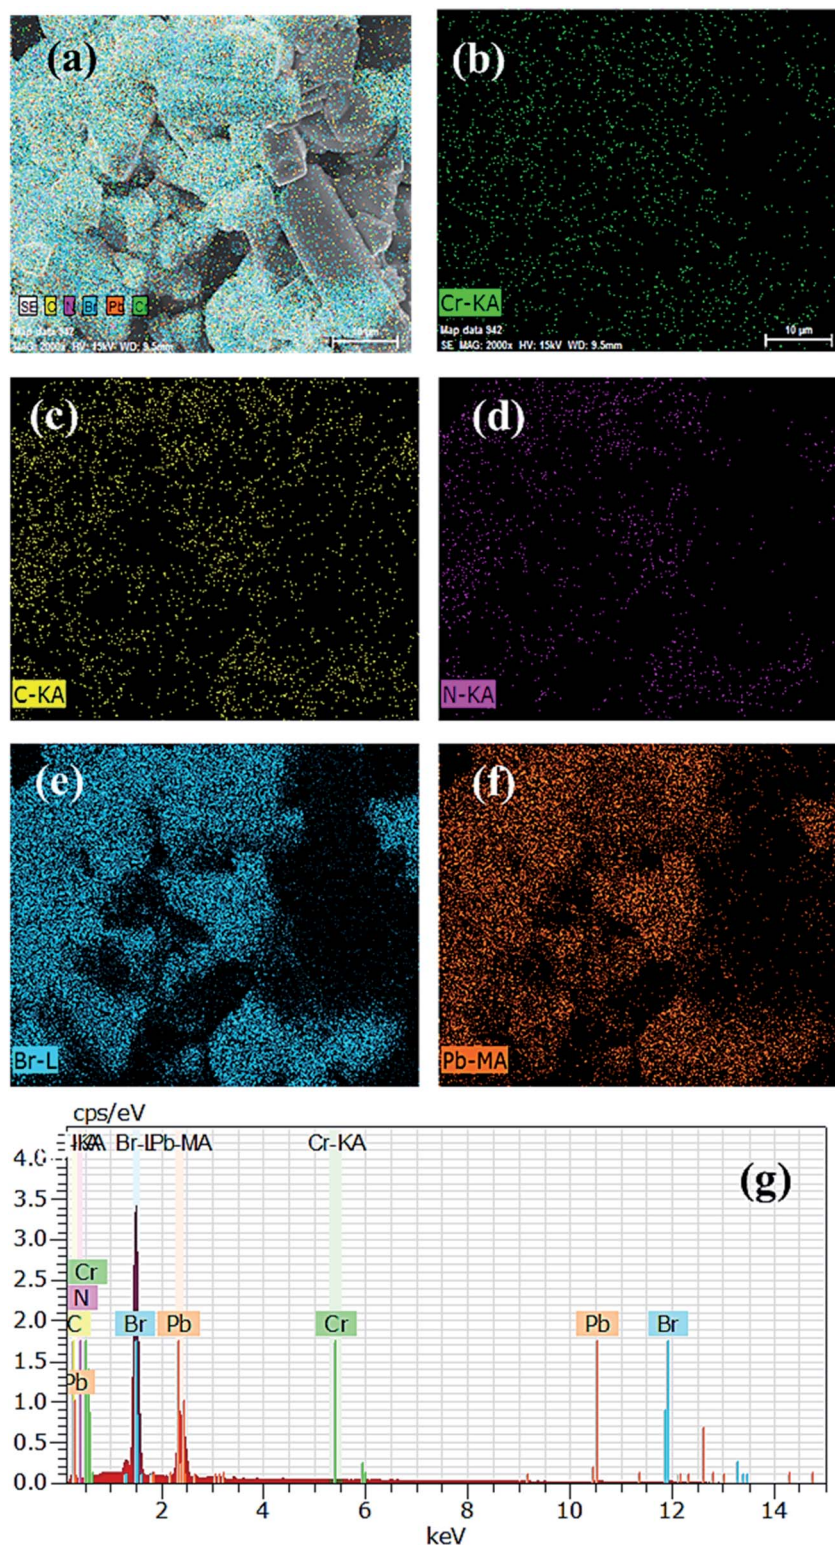 (a)
SE C N Br Pb C
Map data 942
SE MAG: 2000x HV: 15kV WD: 9.5mm
10 µm
(b)
Cr-KA
Map data 942
SE MAG: 2000x HV: 15kV WD: 9.5mm
10 µm
(c)
C-KA
(d)
N-KA
(e)
Br-L
(f)
Pb-MA
(g)
cps/eV
Br-L Pb-MA Cr-KA
4.0
3.5
3.0
2.5
2.0
1.5
1.0
0.5
0.0
Cr
N
C Br Pb Cr Pb Br
Pb
2 4 6 8 10 12 14
keV